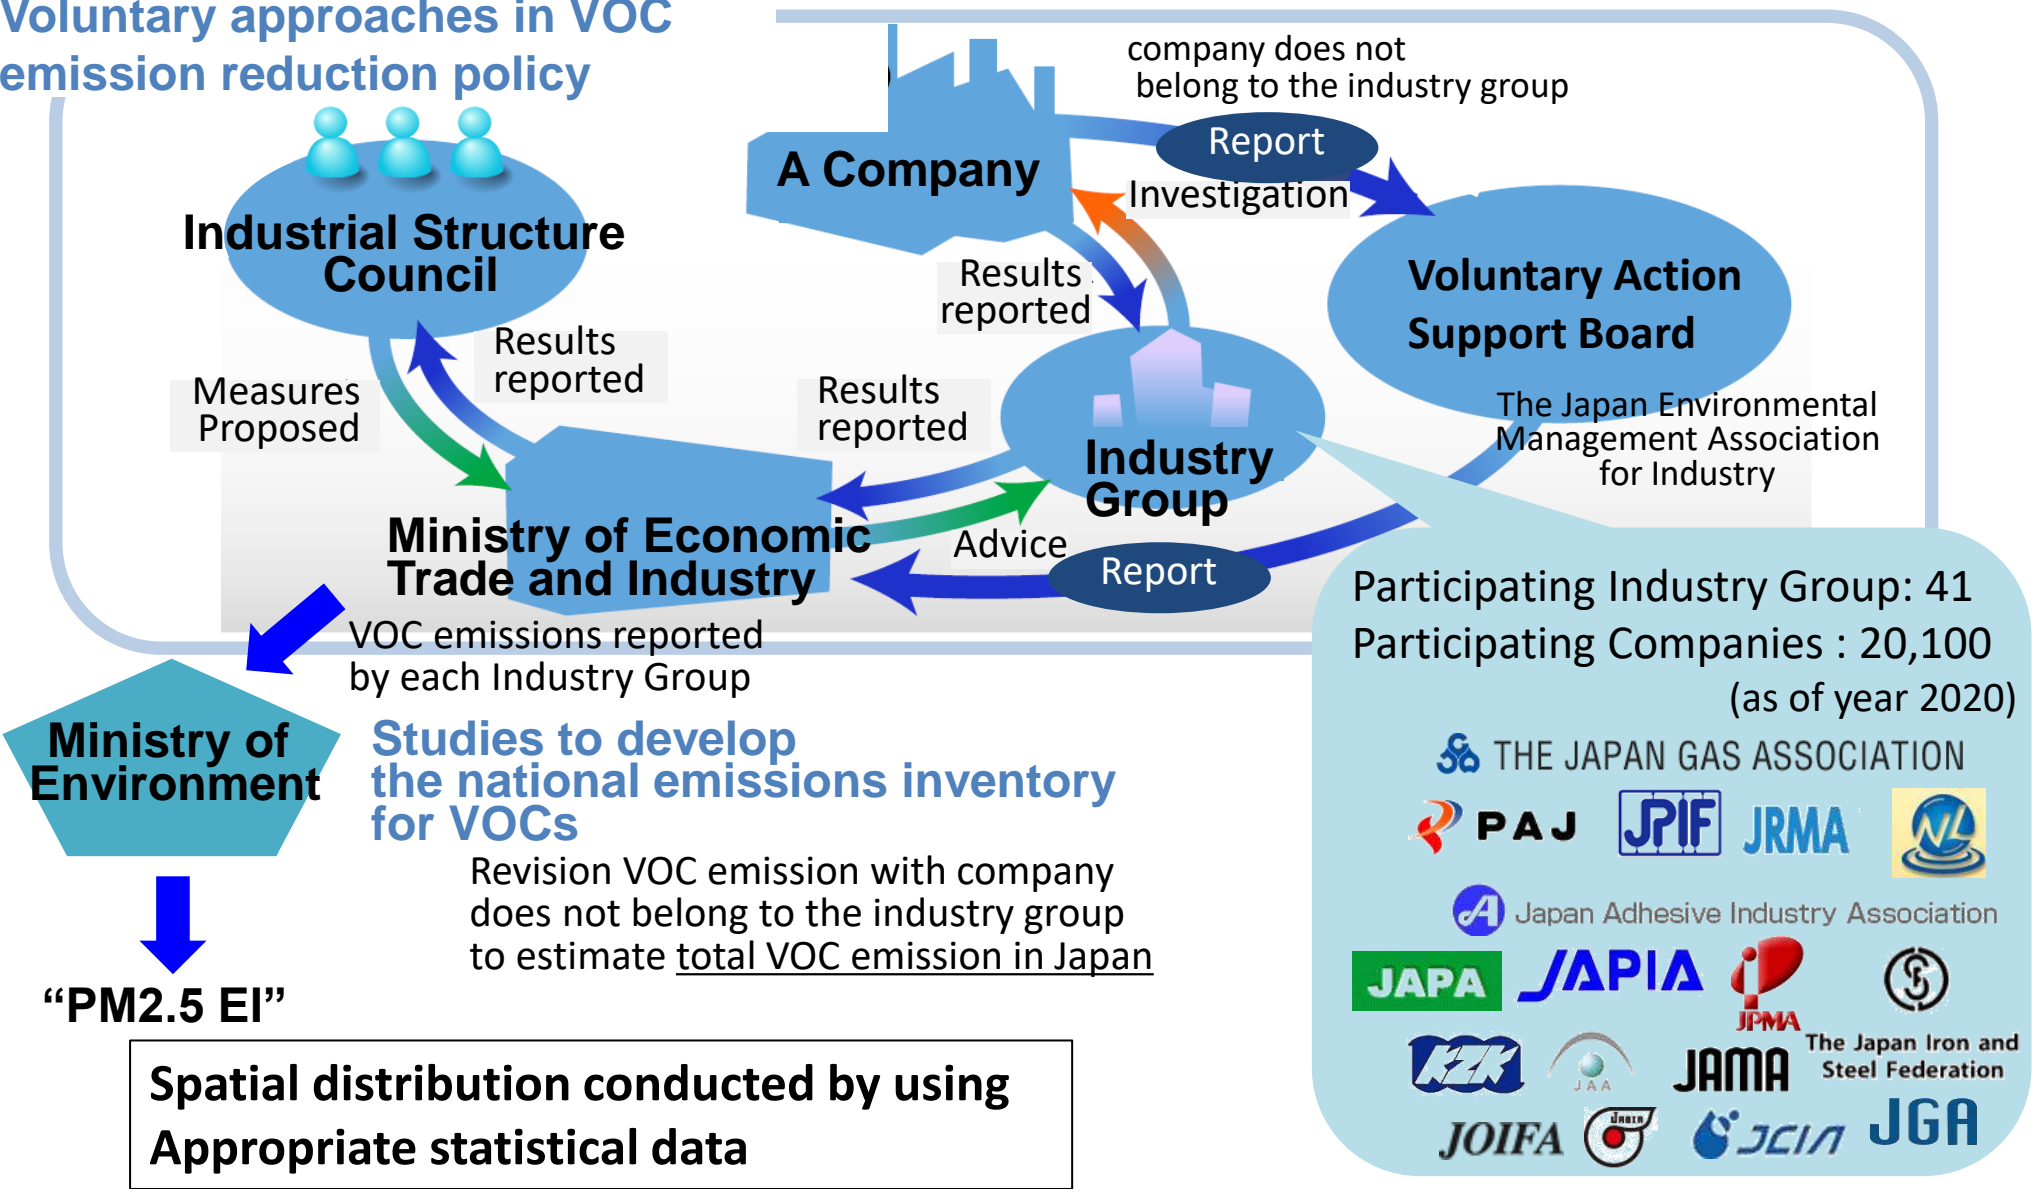 Voluntary approaches in VOC
emission reduction policy
company does not
belong to the industry group
Report
Investigation
A Company
Industrial Structure
Council
Results
reported
Voluntary Action
Support Board
Results
reported
Measures
Proposed
Results
reported
The Japan Environmental
Management Association
for Industry
Industry
Group
Ministry of Economic
Trade and Industry
Advice
Report
VOC emissions reported
by each Industry Group
Participating Industry Group: 41
Participating Companies : 20,100
(as of year 2020)
Ministry of
Environment
Studies to develop
the national emissions inventory
for VOCs
Revision VOC emission with company
does not belong to the industry group
to estimate total VOC emission in Japan
“PM2.5 EI”
Spatial distribution conducted by using
Appropriate statistical data
THE JAPAN GAS ASSOCIATION
PAJ
JPIF
JRMA
Japan Adhesive Industry Association
JAPA
JAPIA
JPMA
KZK
JAA
JAMA
The Japan Iron and
Steel Federation
JOIFA
JABIA
JCIA
JGA